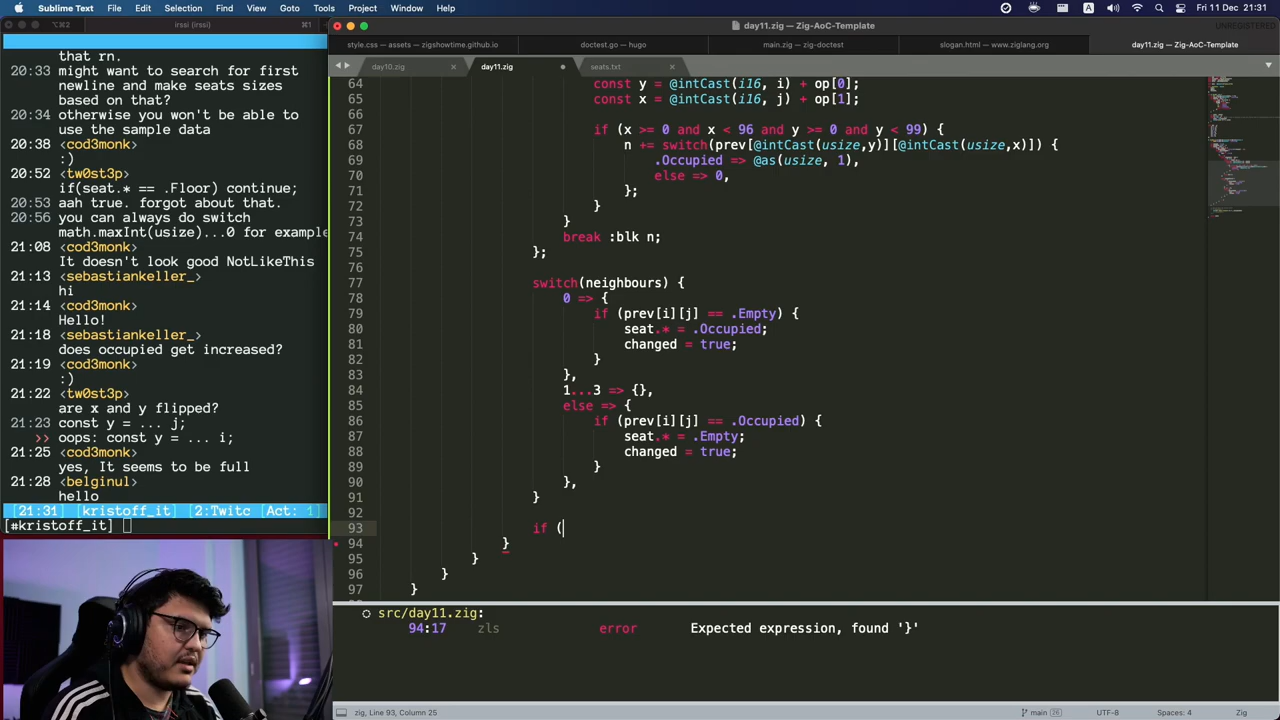 Sublime Text File Edit Selection Find View Goto Tools Project Window Help
A Fri 11 Dec 21:31
⌥⌘2 irssi (irssi) ⌘1
day11.zig — Zig-AoC-Template
UNREGISTERED
style.css — assets — zigshowtime.github.io doctest.go — hugo main.zig — zig-doctest slogan.html — www.ziglang.org day11.zig — Zig-AoC-Template
day10.zig day11.zig seats.txt
that rn.
20:33 might want to search for first
newline and make seats sizes
based on that?
20:34 otherwise you won't be able to
use the sample data
20:38 <cod3monk>
:)
20:52 <tw0st3p>
if(seat.* == .Floor) continue;
20:53 aah true. forgot about that.
20:56 you can always do switch
math.maxInt(usize)...0 for example
21:08 <cod3monk>
It doesn't look good NotLikeThis
21:13 <sebastiankeller_>
hi
21:14 <cod3monk>
Hello!
21:18 <sebastiankeller_>
does occupied get increased?
21:19 <cod3monk>
:)
21:22 <tw0st3p>
are x and y flipped?
21:23 const y = ... j;
>> oops: const y = ... i;
21:25 <cod3monk>
yes, It seems to be full
21:28 <belginul>
hello
[21:31] [kristoff_it] [2:Twitc [Act: 1]
[#kristoff_it]
64 const y = @intCast(i16, i) + op[0];
65 const x = @intCast(i16, j) + op[1];
66
67 if (x >= 0 and x < 96 and y >= 0 and y < 99) {
68 n += switch(prev[@intCast(usize,y)][@intCast(usize,x)]) {
69 .Occupied => @as(usize, 1),
70 else => 0,
71 };
72 }
73 }
74 break :blk n;
75 };
76
77 switch(neighbours) {
78 0 => {
79 if (prev[i][j] == .Empty) {
80 seat.* = .Occupied;
81 changed = true;
82 }
83 },
84 1...3 => {},
85 else => {
86 if (prev[i][j] == .Occupied) {
87 seat.* = .Empty;
88 changed = true;
89 }
90 },
91 }
92
93 if (
94 }
95 }
96 }
97 }
src/day11.zig:
94:17 zls error Expected expression, found '}'
zig, Line 93, Column 25 main 26 UTF-8 Spaces: 4 Zig